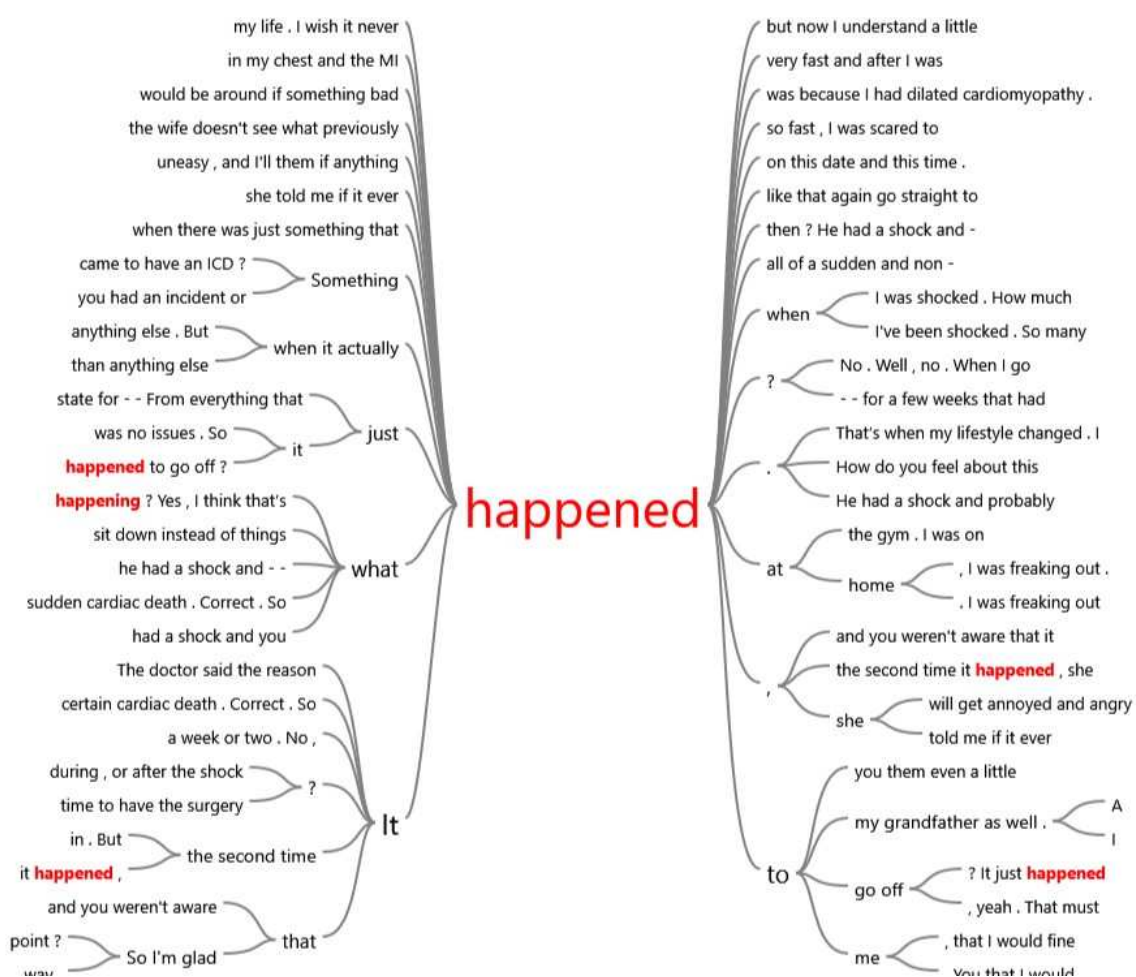 my life . I wish it never
in my chest and the MI
would be around if something bad
the wife doesn't see what previously
uneasy , and I'll them if anything
she told me if it ever
when there was just something that
came to have an ICD ?
Something
you had an incident or
anything else . But
when it actually
than anything else
state for - - From everything that
just
was no issues . So
it
happened to go off ?
happening ? Yes , I think that's
sit down instead of things
he had a shock and - -
what
sudden cardiac death . Correct . So
had a shock and you
The doctor said the reason
certain cardiac death . Correct . So
a week or two . No ,
during , or after the shock
?
time to have the surgery
It
in . But
the second time
it happened ,
and you weren't aware
that
point ?
So I'm glad
way
happened
but now I understand a little
very fast and after I was
was because I had dilated cardiomyopathy .
so fast , I was scared to
on this date and this time .
like that again go straight to
then ? He had a shock and -
all of a sudden and non -
when
I was shocked . How much
I've been shocked . So many
?
No . Well , no . When I go
- - for a few weeks that had
.
That's when my lifestyle changed . I
How do you feel about this
He had a shock and probably
at
the gym . I was on
home
, I was freaking out .
. I was freaking out
,
and you weren't aware that it
the second time it happened , she
she
will get annoyed and angry
told me if it ever
to
you them even a little
my grandfather as well .
A
I
go off
? It just happened
, yeah . That must
me
, that I would fine
You that I would